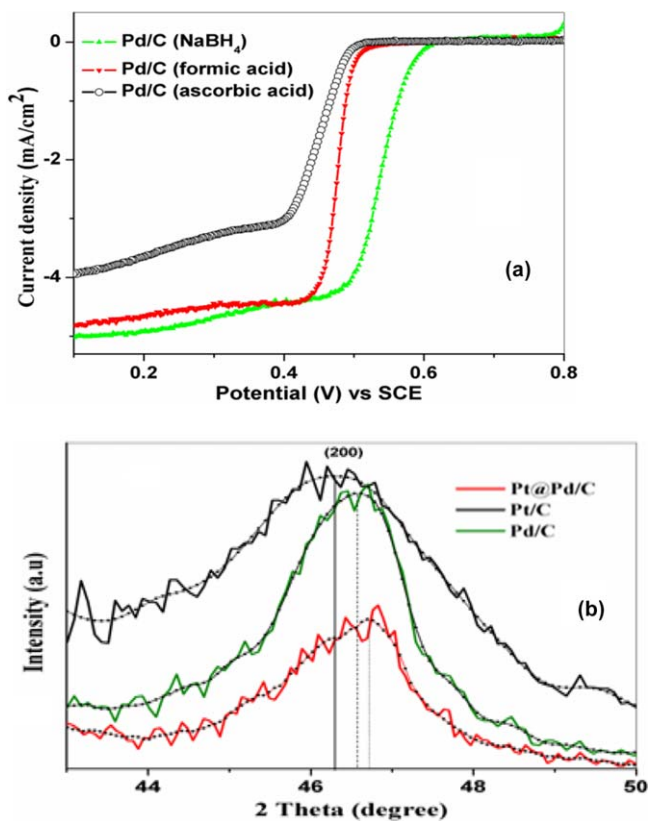 0
-2
-4
Current density (mA/cm²)
Pd/C (NaBH₄)
Pd/C (formic acid)
Pd/C (ascorbic acid)
(a)
0.2 0.4 0.6 0.8
Potential (V) vs SCE
(200)
Pt@Pd/C
Pt/C
Pd/C
(b)
Intensity (a.u)
44 46 48 50
2 Theta (degree)